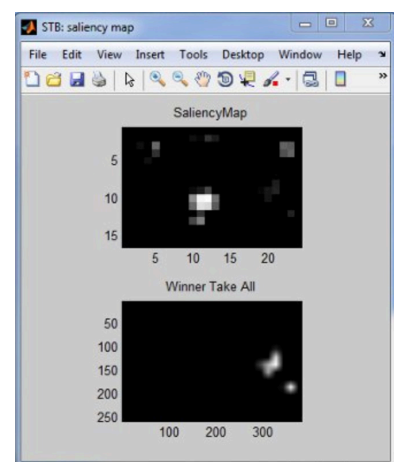 STB: saliency map
File Edit View Insert Tools Desktop Window Help
SaliencyMap
5
10
15
5 10 15 20
Winner Take All
50
100
150
200
250
100 200 300